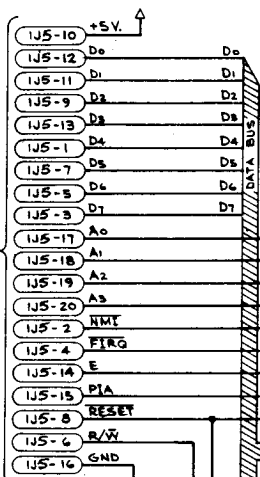 1J5-10 +5V.
1J5-12 D0 D0
1J5-11 D1 D1
1J5-9 D2 D2
1J5-13 D3 D3
1J5-1 D4 D4
1J5-7 D5 D5
1J5-5 D6 D6
1J5-3 D7 D7
DATA BUS
1J5-17 A0
1J5-18 A1
1J5-19 A2
1J5-20 A3
1J5-2 N̅M̅I̅
1J5-4 F̅I̅R̅Q̅
1J5-14 E
1J5-15 PIA
1J5-8 R̅E̅S̅E̅T̅
1J5-6 R/W̅
1J5-16 GND